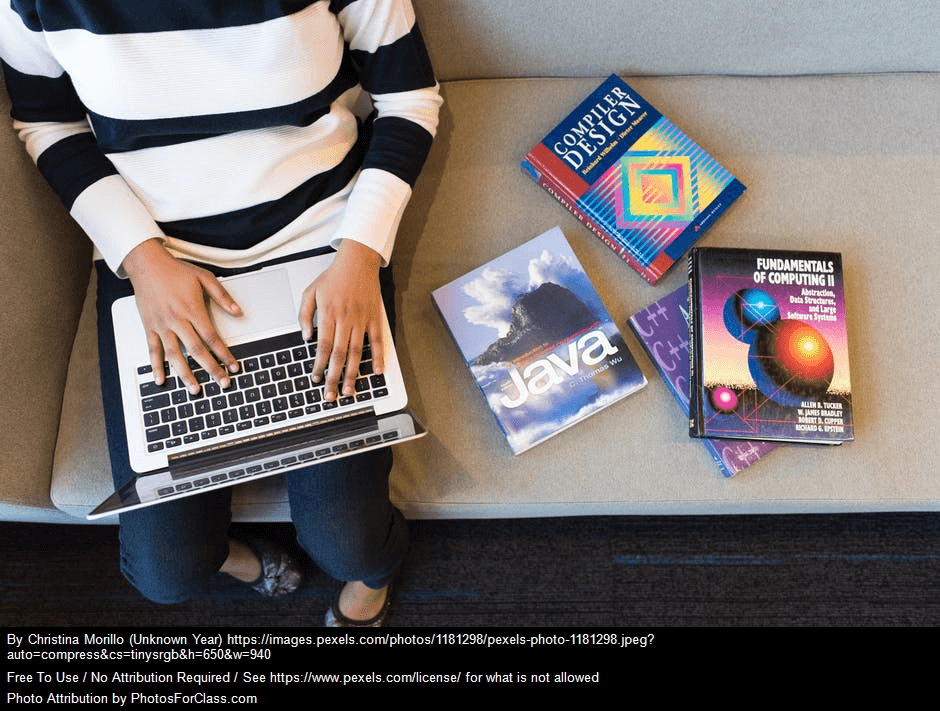 COMPILER
DESIGN
Reinhard Wilhelm · Dieter Maurer
COMPILER DESIGN
Java
C. Thomas Wu
FUNDAMENTALS
OF COMPUTING II
Abstraction,
Data Structures,
and Large
Software Systems
ALLEN B. TUCKER
W. JAMES BRADLEY
ROBERT D. CUPPER
RICHARD G. EPSTEIN
C++
C++
C++
By Christina Morillo (Unknown Year) https://images.pexels.com/photos/1181298/pexels-photo-1181298.jpeg?
auto=compress&cs=tinysrgb&h=650&w=940
Free To Use / No Attribution Required / See https://www.pexels.com/license/ for what is not allowed
Photo Attribution by PhotosForClass.com